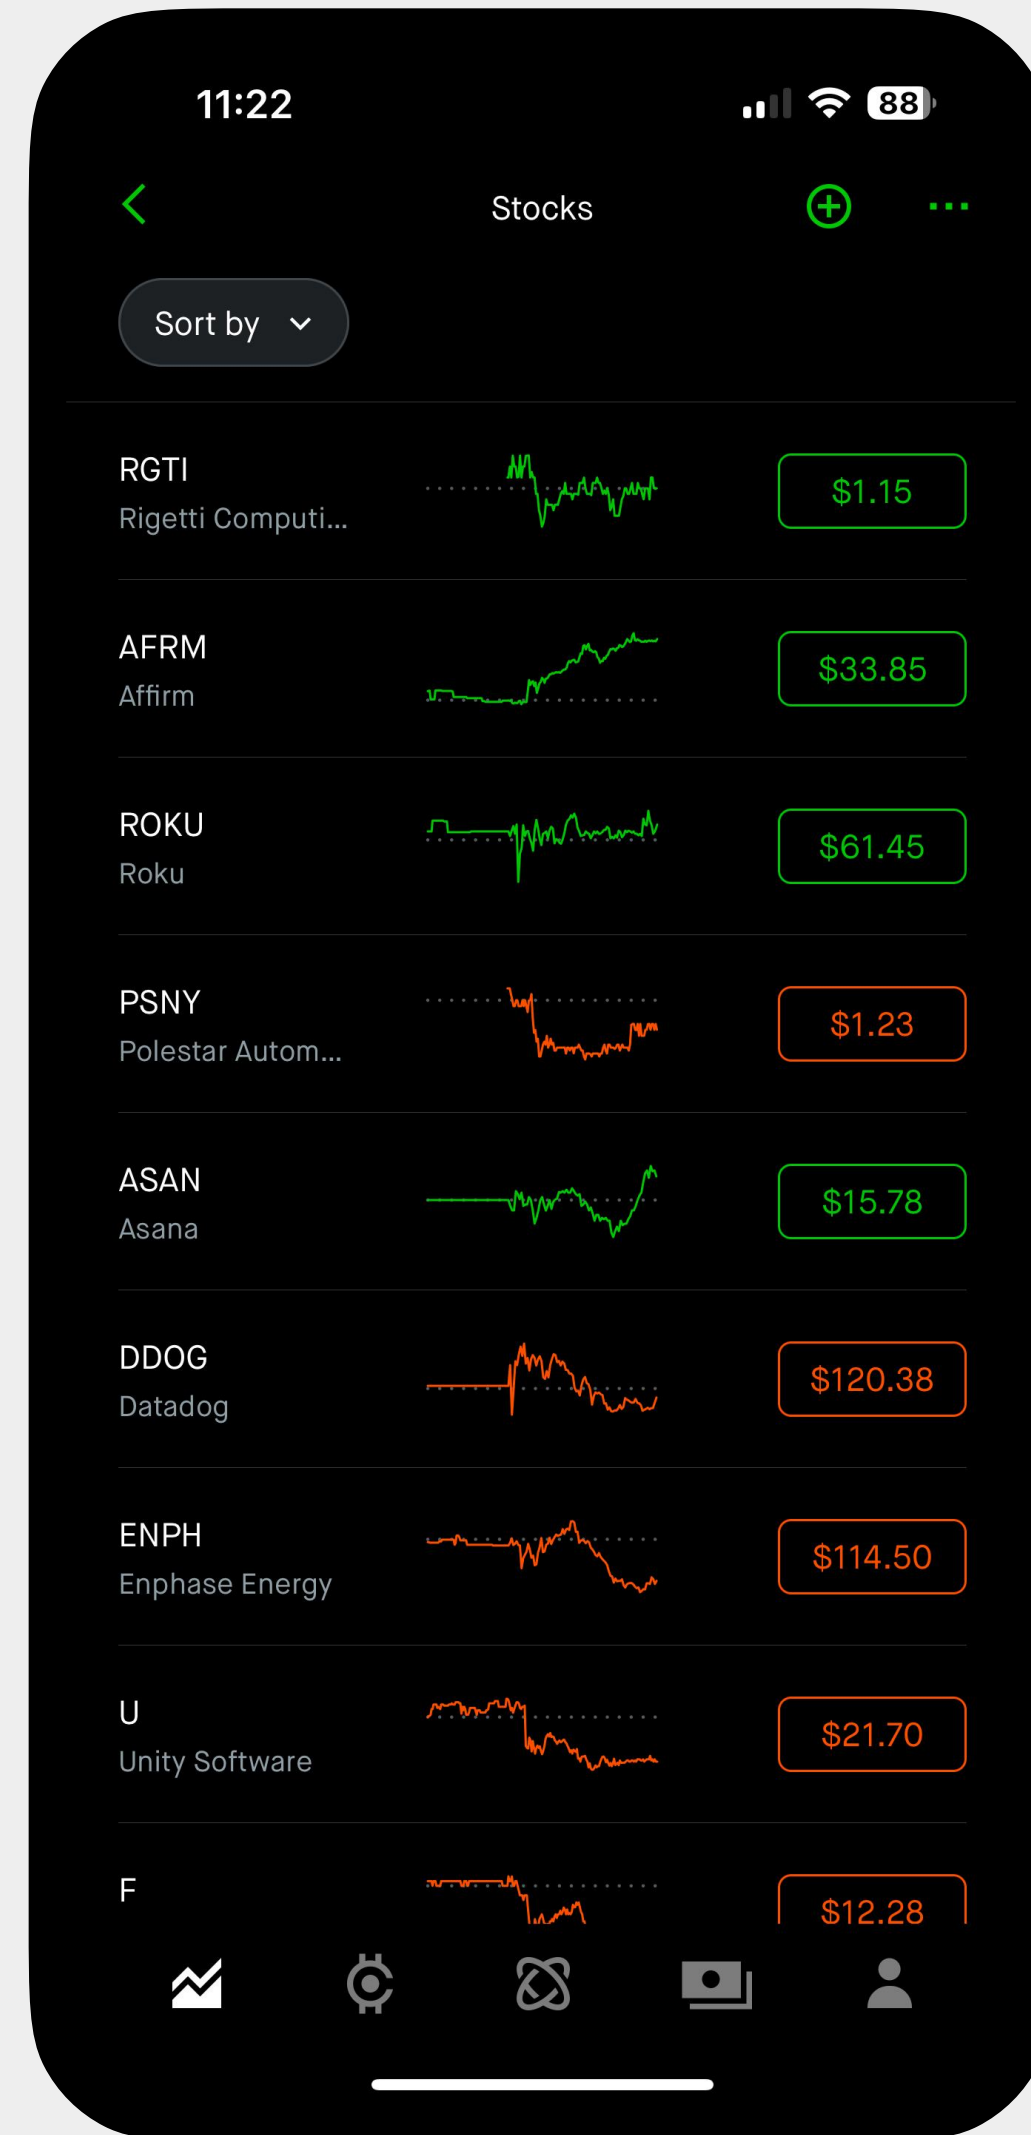 11:22
88
Stocks
Sort by
RGTI
Rigetti Computi...
$1.15
AFRM
Affirm
$33.85
ROKU
Roku
$61.45
PSNY
Polestar Autom...
$1.23
ASAN
Asana
$15.78
DDOG
Datadog
$120.38
ENPH
Enphase Energy
$114.50
U
Unity Software
$21.70
F
$12.28